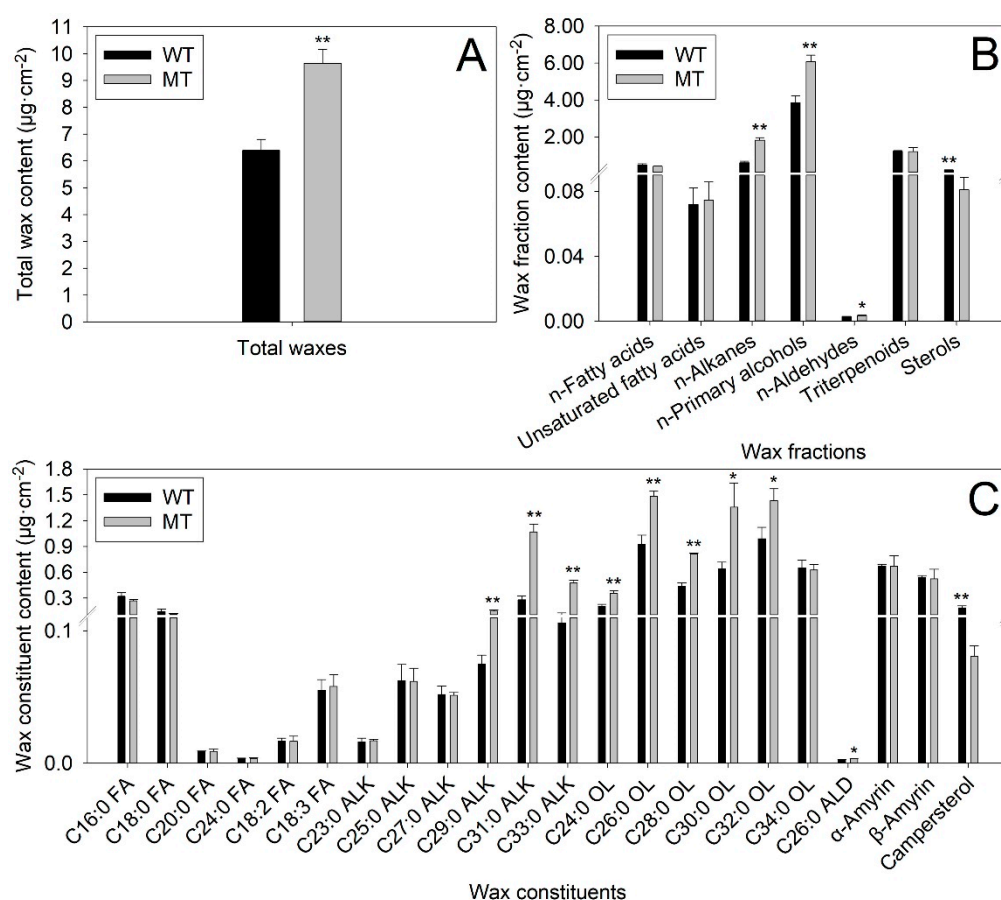 A
WT
MT
**
Total wax content (µg·cm⁻²)
11
10
9
8
7
6
5
4
3
2
1
0
Total waxes
B
WT
MT
Wax fraction content (µg·cm⁻²)
8.00
6.00
4.00
2.00
0.08
0.04
0.00
**
**
*
**
n-Fatty acids
Unsaturated fatty acids
n-Alkanes
n-Primary alcohols
n-Aldehydes
Triterpenoids
Sterols
Wax fractions
C
WT
MT
Wax constituent content (µg·cm⁻²)
1.8
1.5
1.2
0.9
0.6
0.3
0.1
0.0
**
**
**
**
**
**
*
*
*
**
C16:0 FA
C18:0 FA
C20:0 FA
C24:0 FA
C18:2 FA
C18:3 FA
C23:0 ALK
C25:0 ALK
C27:0 ALK
C29:0 ALK
C31:0 ALK
C33:0 ALK
C24:0 OL
C26:0 OL
C28:0 OL
C30:0 OL
C32:0 OL
C34:0 OL
C26:0 ALD
α-Amyrin
β-Amyrin
Campersterol
Wax constituents